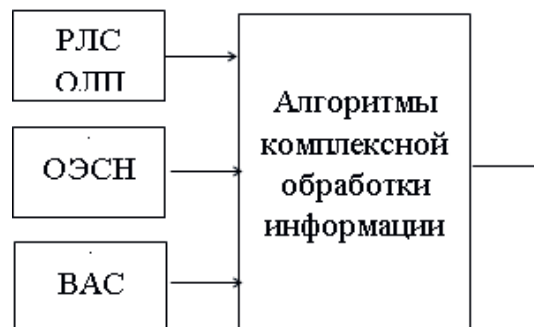 РЛС
ОЛП
ОЭСН
ВАС
Алгоритмы
комплексной
обработки
информации